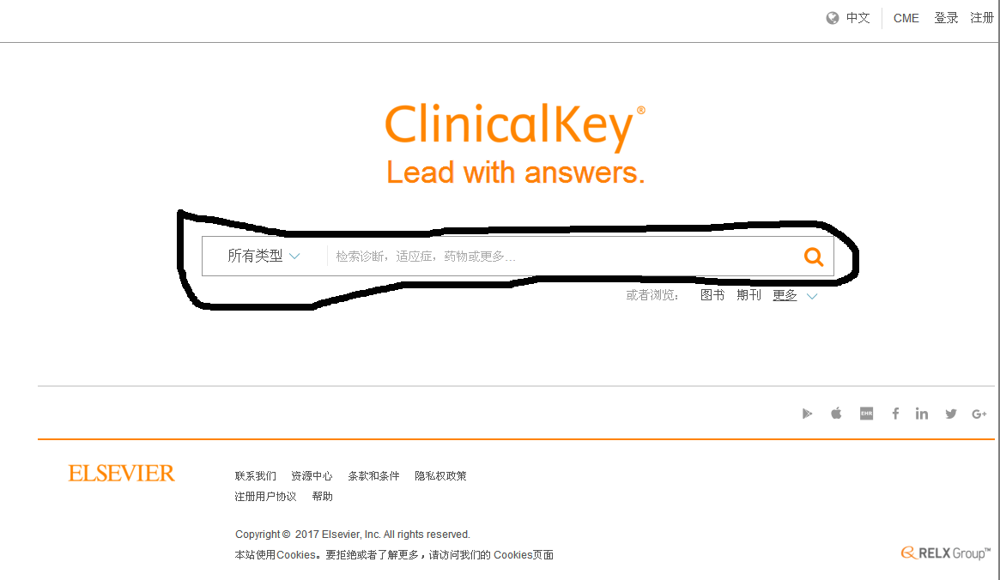 中文 CME 登录 注册
ClinicalKey®
Lead with answers.
所有类型 检索诊断，适应症，药物或更多...
或者浏览： 图书 期刊 更多
EHR f in G+
ELSEVIER
联系我们 资源中心 条款和条件 隐私权政策
注册用户协议 帮助
Copyright © 2017 Elsevier, Inc. All rights reserved.
本站使用Cookies。要拒绝或者了解更多，请访问我们的 Cookies页面
RELX Group™